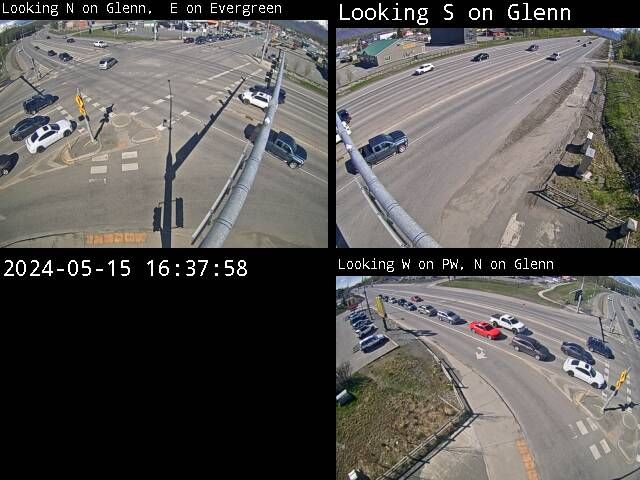 Looking N on Glenn,  E on Evergreen
Looking S on Glenn
2024-05-15 16:37:58
Looking W on PW, N on Glenn